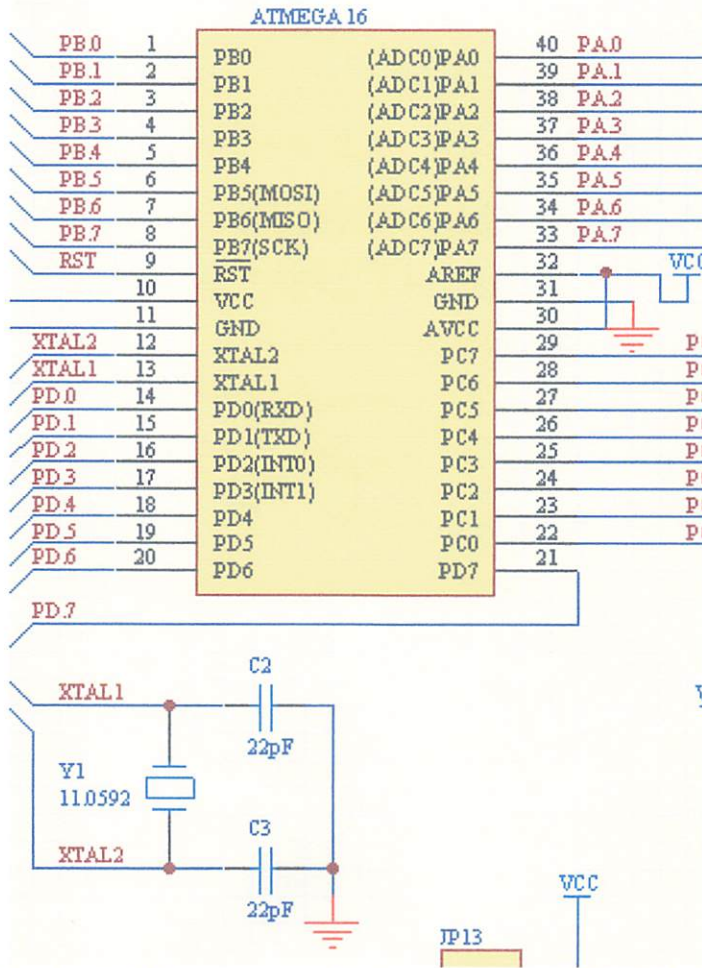 ATMEGA 16
PB.0 1 PB0 (ADC0)PA0 40 PA.0
PB.1 2 PB1 (ADC1)PA1 39 PA.1
PB.2 3 PB2 (ADC2)PA2 38 PA.2
PB.3 4 PB3 (ADC3)PA3 37 PA.3
PB.4 5 PB4 (ADC4)PA4 36 PA.4
PB.5 6 PB5(MOSI) (ADC5)PA5 35 PA.5
PB.6 7 PB6(MISO) (ADC6)PA6 34 PA.6
PB.7 8 PB7(SCK) (ADC7)PA7 33 PA.7
RST 9 RST AREF 32 VCC
10 VCC GND 31
11 GND AVCC 30
XTAL2 12 XTAL2 PC7 29 P
XTAL1 13 XTAL1 PC6 28 P
PD.0 14 PD0(RXD) PC5 27 P
PD.1 15 PD1(TXD) PC4 26 P
PD.2 16 PD2(INT0) PC3 25 P
PD.3 17 PD3(INT1) PC2 24 P
PD.4 18 PD4 PC1 23 P
PD.5 19 PD5 PC0 22 P
PD.6 20 PD6 PD7 21
PD.7
C2
XTAL1
22pF
Y1
11.0592
C3
XTAL2
22pF
VCC
JP13